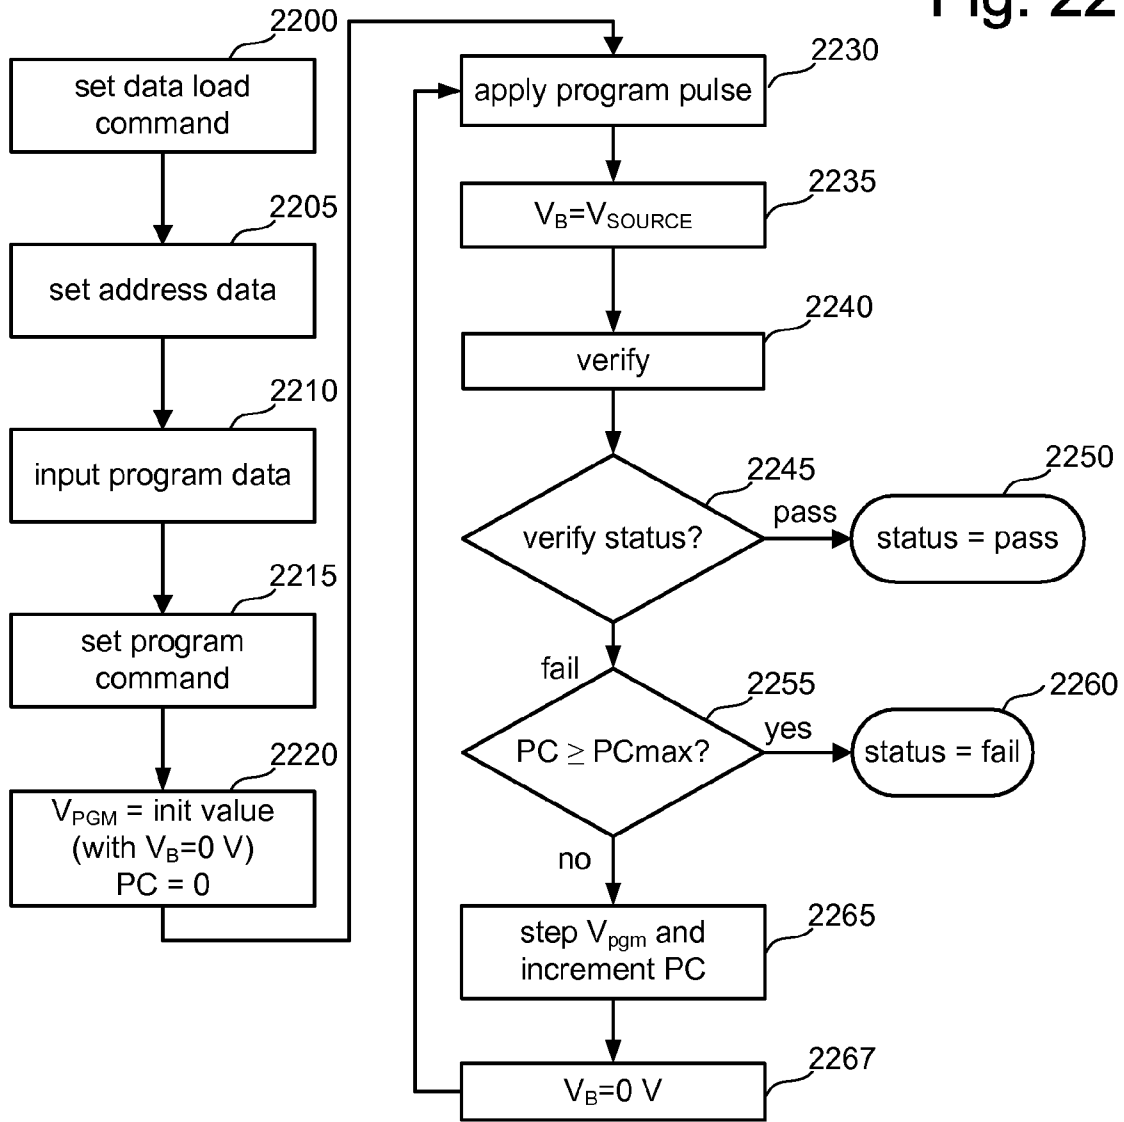 Fig. 22
2200
set data load
command
2205
set address data
2210
input program data
2215
set program
command
2220
V_PGM = init value
(with V_B=0 V)
PC = 0
2230
apply program pulse
2235
V_B=V_SOURCE
2240
verify
2245
verify status?
pass
2250
status = pass
fail
2255
PC ≥ PCmax?
yes
2260
status = fail
no
2265
step V_pgm and
increment PC
2267
V_B=0 V